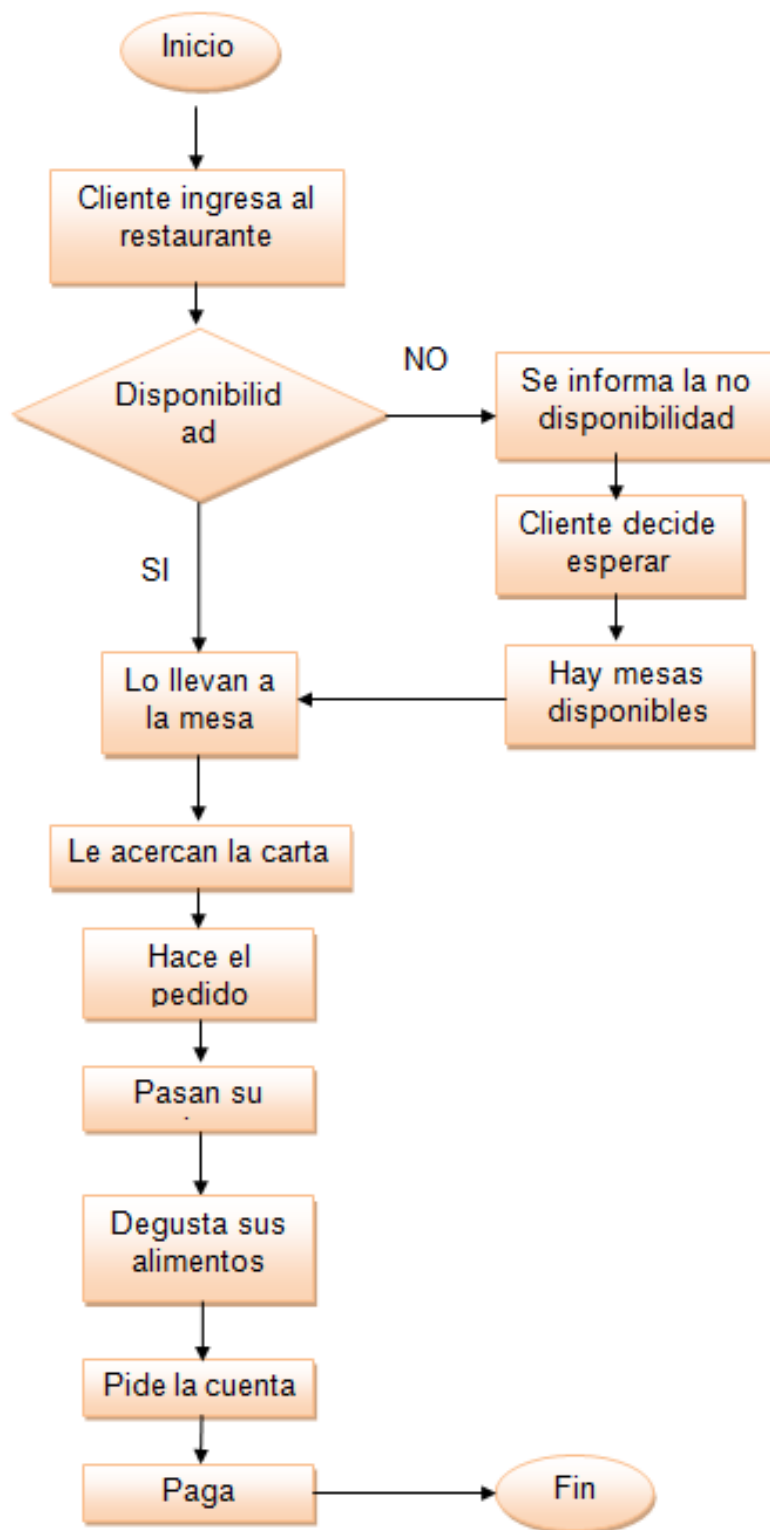 Inicio
Cliente ingresa al
restaurante
Disponibilid
ad
NO
Se informa la no
disponibilidad
Cliente decide
esperar
SI
Lo llevan a
la mesa
Hay mesas
disponibles
Le acercan la carta
Hace el
pedido
Pasan su
Degusta sus
alimentos
Pide la cuenta
Paga
Fin